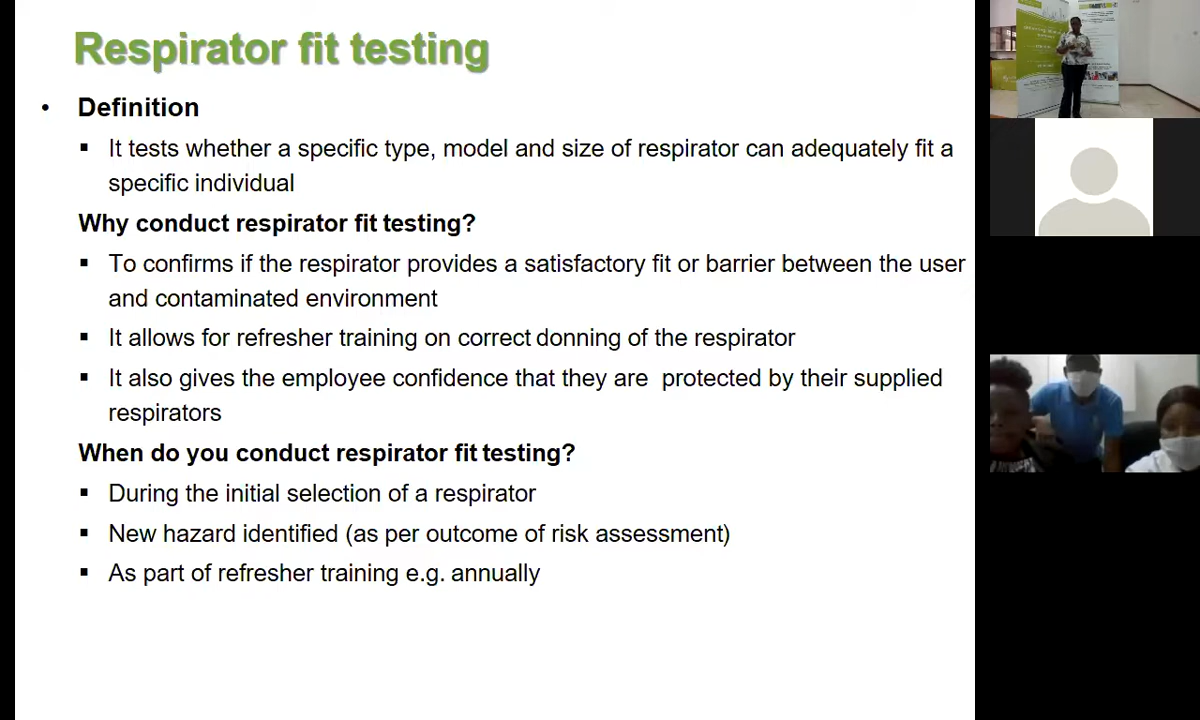 Respirator fit testing
• Definition
▪ It tests whether a specific type, model and size of respirator can adequately fit a
specific individual
Why conduct respirator fit testing?
▪ To confirms if the respirator provides a satisfactory fit or barrier between the user
and contaminated environment
▪ It allows for refresher training on correct donning of the respirator
▪ It also gives the employee confidence that they are  protected by their supplied
respirators
When do you conduct respirator fit testing?
▪ During the initial selection of a respirator
▪ New hazard identified (as per outcome of risk assessment)
▪ As part of refresher training e.g. annually